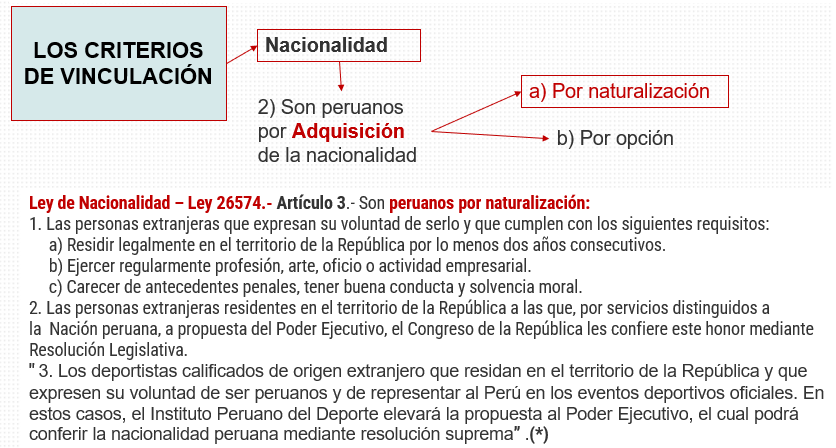 LOS CRITERIOS
DE VINCULACIÓN
Nacionalidad
2) Son peruanos
por Adquisición
de la nacionalidad
a) Por naturalización
b) Por opción
Ley de Nacionalidad – Ley 26574.- Artículo 3.- Son peruanos por naturalización:
1. Las personas extranjeras que expresan su voluntad de serlo y que cumplen con los siguientes requisitos:
a) Residir legalmente en el territorio de la República por lo menos dos años consecutivos.
b) Ejercer regularmente profesión, arte, oficio o actividad empresarial.
c) Carecer de antecedentes penales, tener buena conducta y solvencia moral.
2. Las personas extranjeras residentes en el territorio de la República a las que, por servicios distinguidos a
la Nación peruana, a propuesta del Poder Ejecutivo, el Congreso de la República les confiere este honor mediante
Resolución Legislativa.
" 3. Los deportistas calificados de origen extranjero que residan en el territorio de la República y que
expresen su voluntad de ser peruanos y de representar al Perú en los eventos deportivos oficiales. En
estos casos, el Instituto Peruano del Deporte elevará la propuesta al Poder Ejecutivo, el cual podrá
conferir la nacionalidad peruana mediante resolución suprema” .(*)